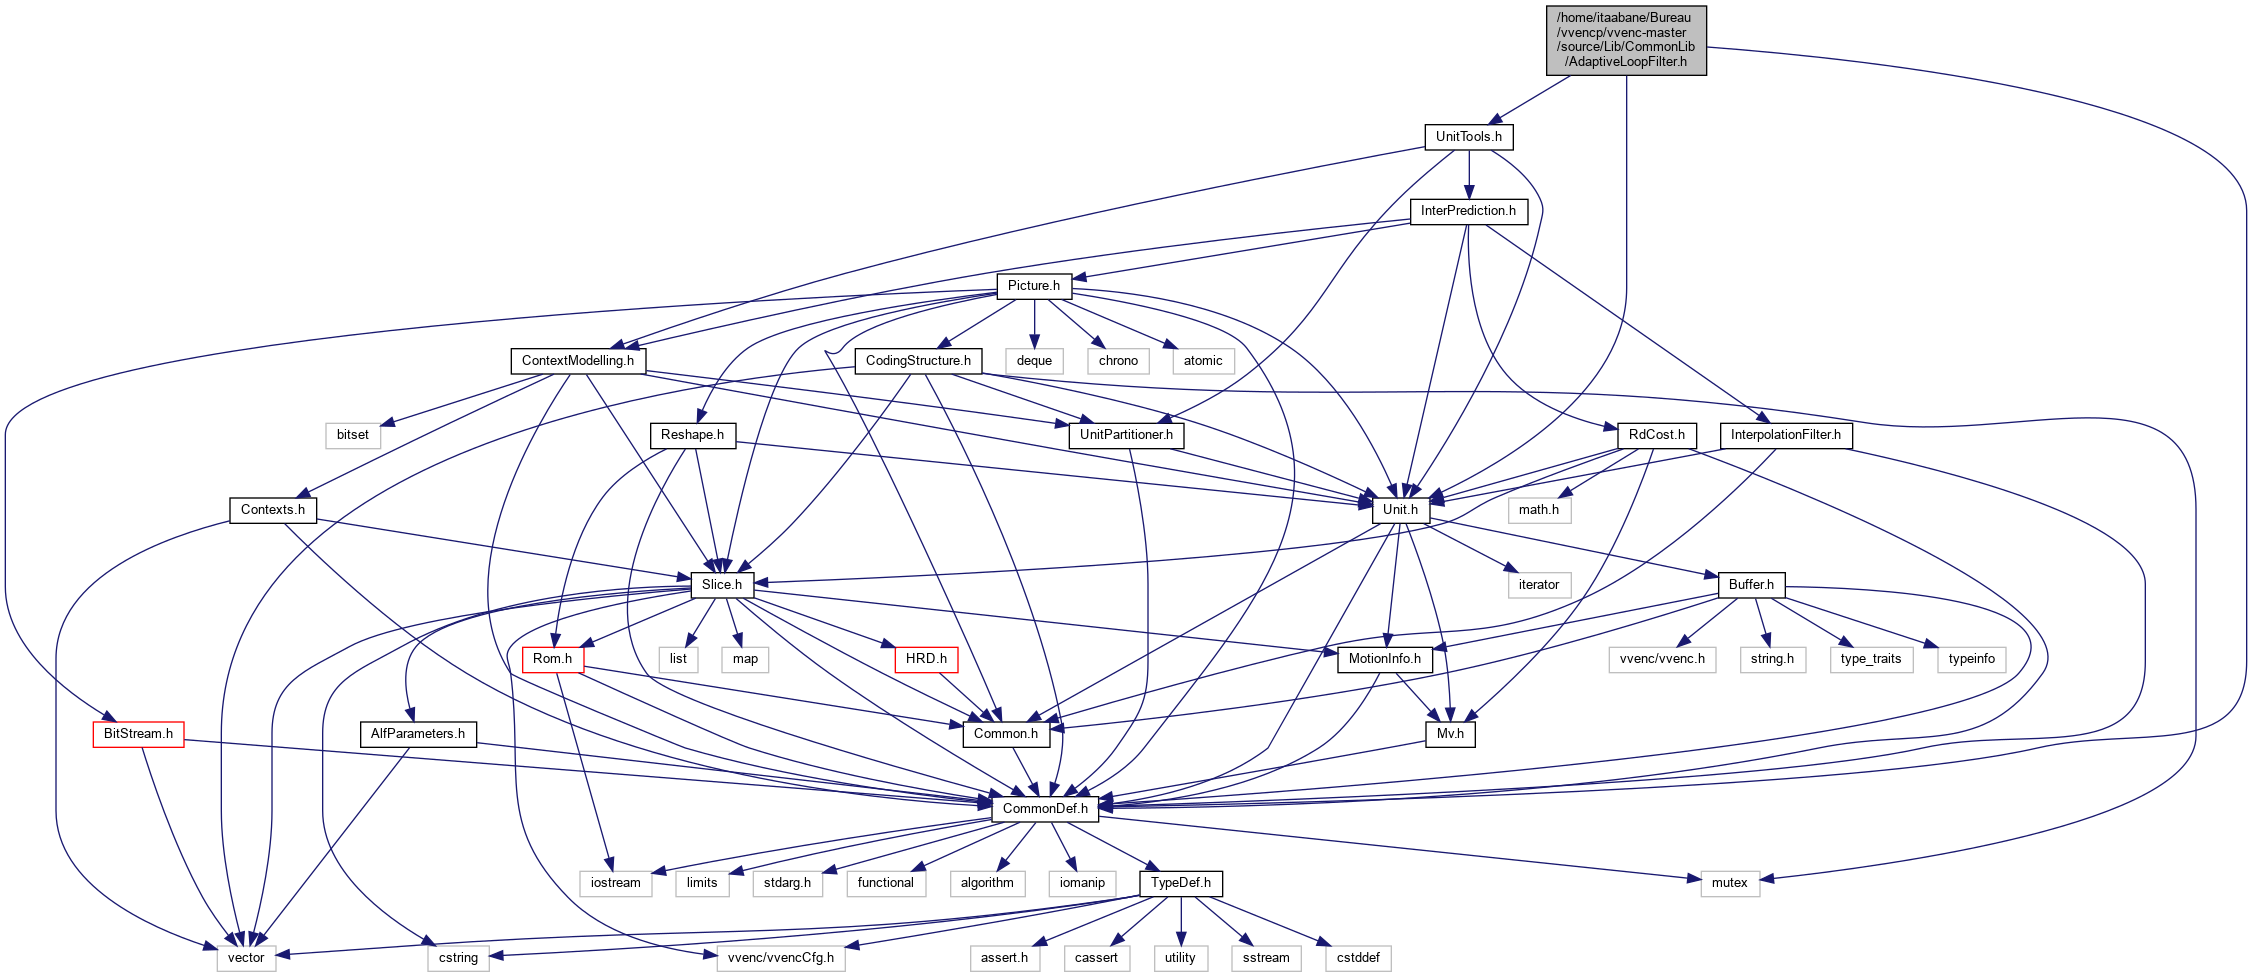 /home/itaabane/Bureau
/vvencp/vvenc-master
/source/Lib/CommonLib
/AdaptiveLoopFilter.h
UnitTools.h
InterPrediction.h
Picture.h
ContextModelling.h
CodingStructure.h
deque
chrono
atomic
bitset
Reshape.h
UnitPartitioner.h
RdCost.h
InterpolationFilter.h
Contexts.h
Unit.h
math.h
Slice.h
iterator
Buffer.h
Rom.h
list
map
HRD.h
MotionInfo.h
vvenc/vvenc.h
string.h
type_traits
typeinfo
BitStream.h
AlfParameters.h
Common.h
Mv.h
CommonDef.h
iostream
limits
stdarg.h
functional
algorithm
iomanip
TypeDef.h
mutex
vector
cstring
vvenc/vvencCfg.h
assert.h
cassert
utility
sstream
cstddef